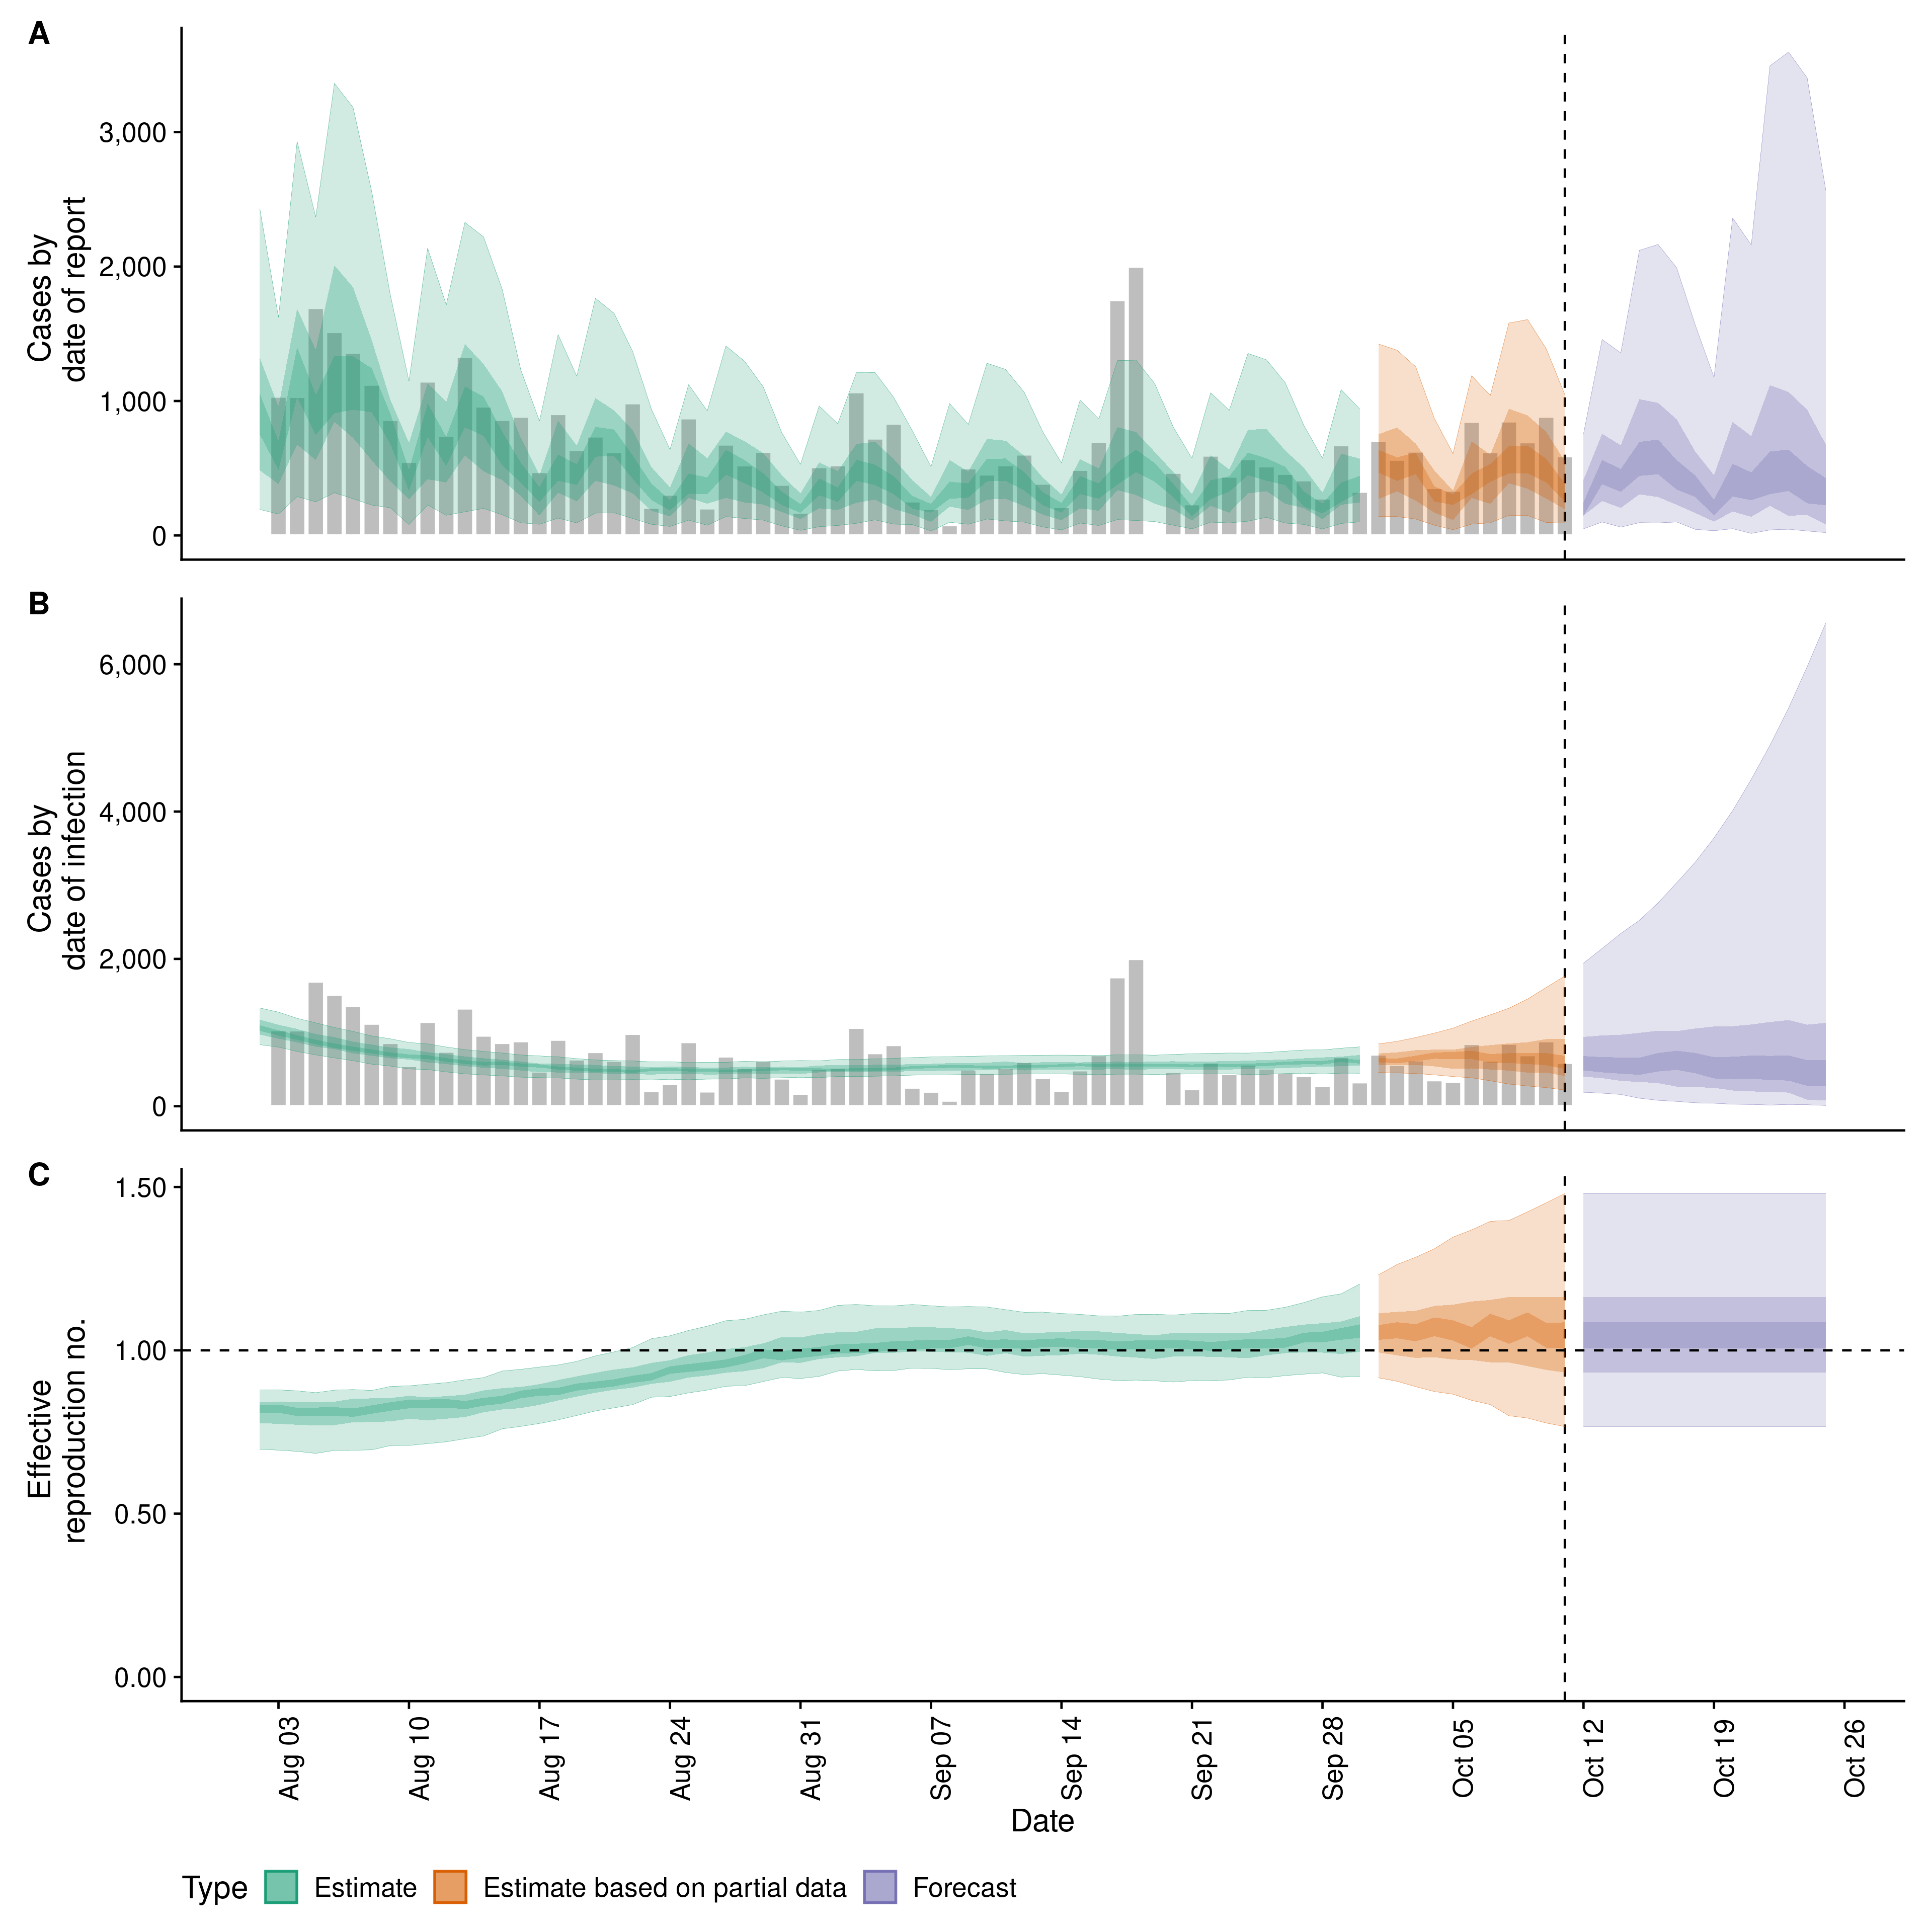 A
Cases by
date of report
3,000
2,000
1,000
0
B
Cases by
date of infection
6,000
4,000
2,000
0
C
Effective
reproduction no.
1.50
1.00
0.50
0.00
Aug 03
Aug 10
Aug 17
Aug 24
Aug 31
Sep 07
Sep 14
Sep 21
Sep 28
Oct 05
Oct 12
Oct 19
Oct 26
Date
Type Estimate Estimate based on partial data Forecast